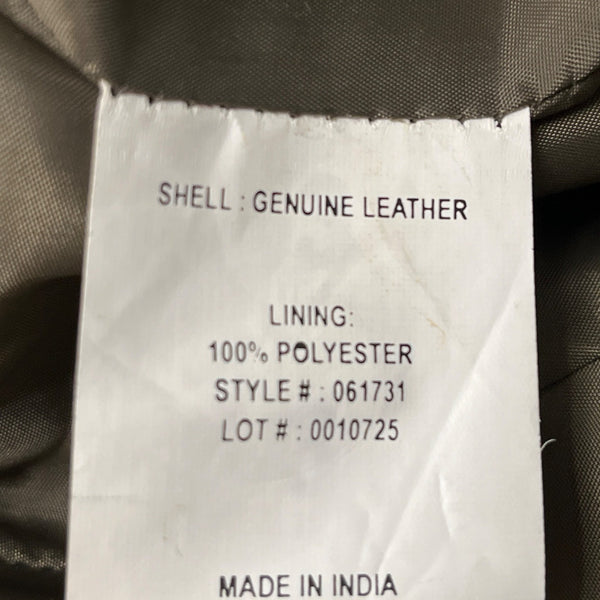 SHELL : GENUINE LEATHER
LINING:
100% POLYESTER
STYLE # : 061731
LOT # : 0010725
MADE IN INDIA